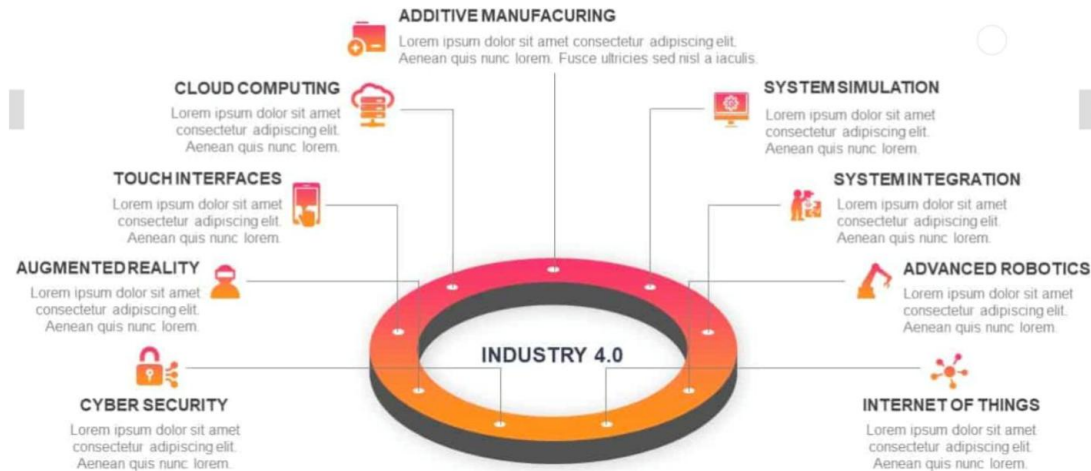 ADDITIVE MANUFACURING
Lorem ipsum dolor sit amet consectetur adipiscing elit.
Aenean quis nunc lorem. Fusce ultricies sed nisl a iaculis.
CLOUD COMPUTING
Lorem ipsum dolor sit amet
consectetur adipiscing elit.
Aenean quis nunc lorem.
SYSTEM SIMULATION
Lorem ipsum dolor sit amet
consectetur adipiscing elit.
Aenean quis nunc lorem.
TOUCH INTERFACES
Lorem ipsum dolor sit amet
consectetur adipiscing elit.
Aenean quis nunc lorem.
SYSTEM INTEGRATION
Lorem ipsum dolor sit amet
consectetur adipiscing elit.
Aenean quis nunc lorem.
AUGMENTED REALITY
Lorem ipsum dolor sit amet
consectetur adipiscing elit.
Aenean quis nunc lorem.
ADVANCED ROBOTICS
Lorem ipsum dolor sit amet
consectetur adipiscing elit.
Aenean quis nunc lorem.
INDUSTRY 4.0
CYBER SECURITY
Lorem ipsum dolor sit amet
consectetur adipiscing elit.
Aenean quis nunc lorem.
INTERNET OF THINGS
Lorem ipsum dolor sit amet
consectetur adipiscing elit.
Aenean quis nunc lorem.